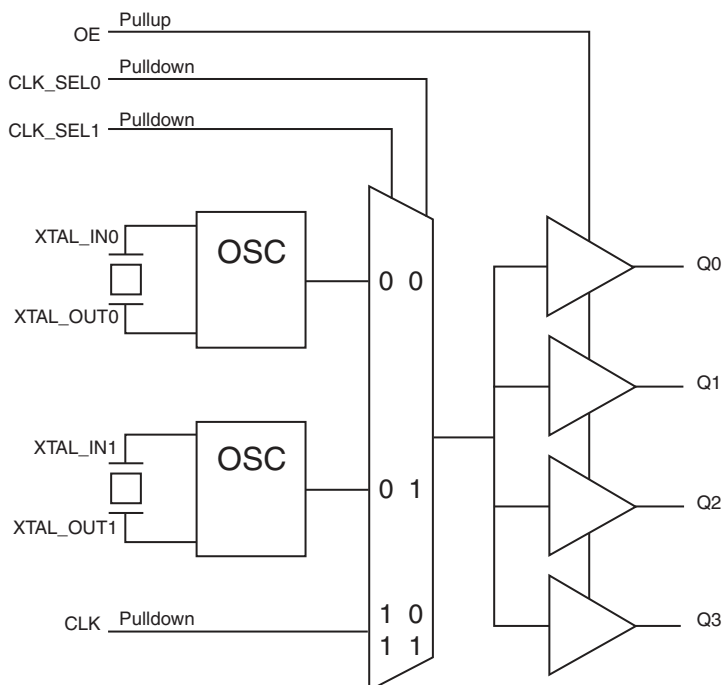 OE Pullup
CLK_SEL0 Pulldown
CLK_SEL1 Pulldown
XTAL_IN0
OSC
XTAL_OUT0
0 0
Q0
Q1
XTAL_IN1
OSC
XTAL_OUT1
0 1
Q2
CLK Pulldown
1 0
1 1
Q3